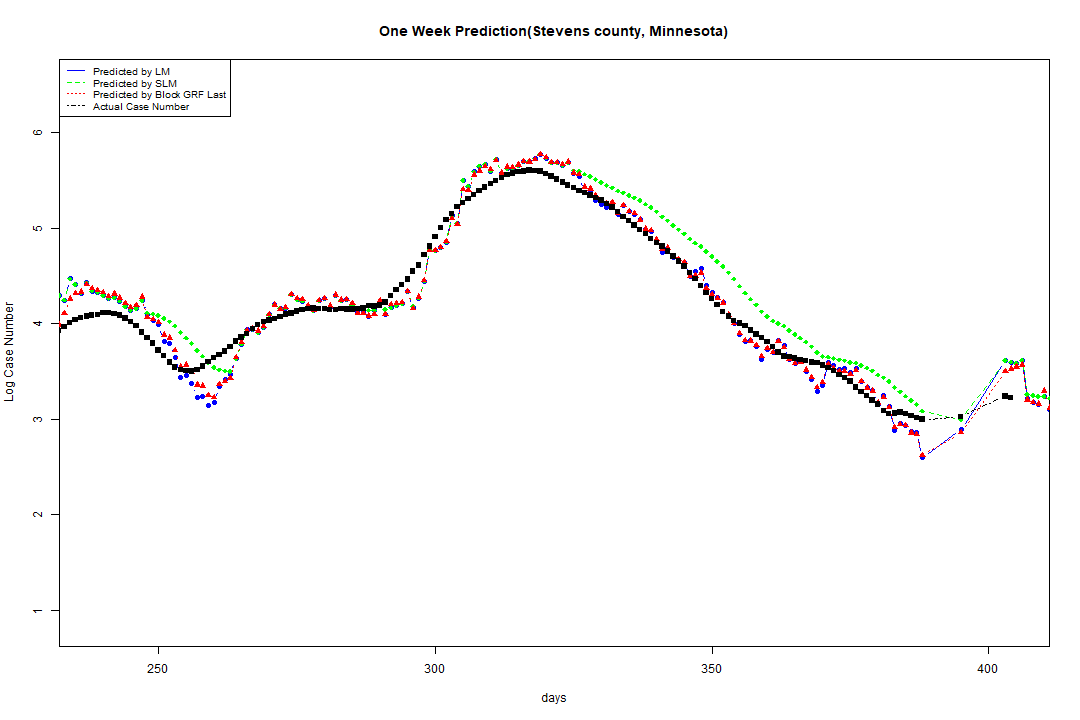 One Week Prediction(Stevens county, Minnesota)
Predicted by LM
Predicted by SLM
Predicted by Block GRF Last
Actual Case Number
6
5
4
3
2
1
Log Case Number
250 300 350 400
days